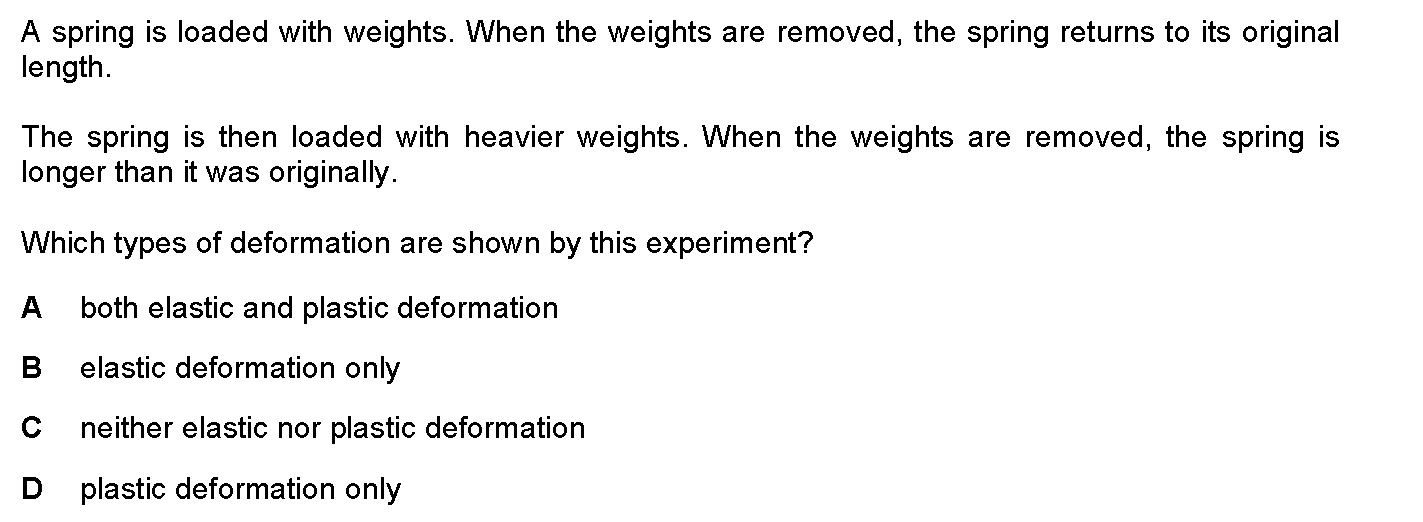 A spring is loaded with weights. When the weights are removed, the spring returns to its original
length.
The spring is then loaded with heavier weights. When the weights are removed, the spring is
longer than it was originally.
Which types of deformation are shown by this experiment?
A both elastic and plastic deformation
B elastic deformation only
C neither elastic nor plastic deformation
D plastic deformation only